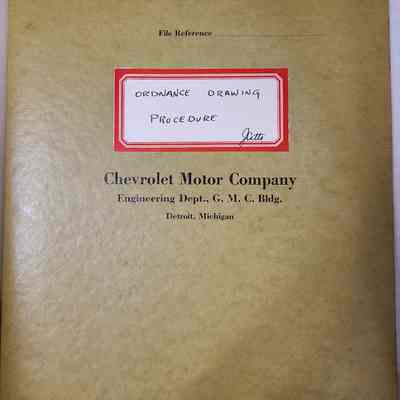 File Reference
ORDNANCE DRAWING
PROCEDURE
Chevrolet Motor Company
Engineering Dept., G. M. C. Bldg.
Detroit, Michigan